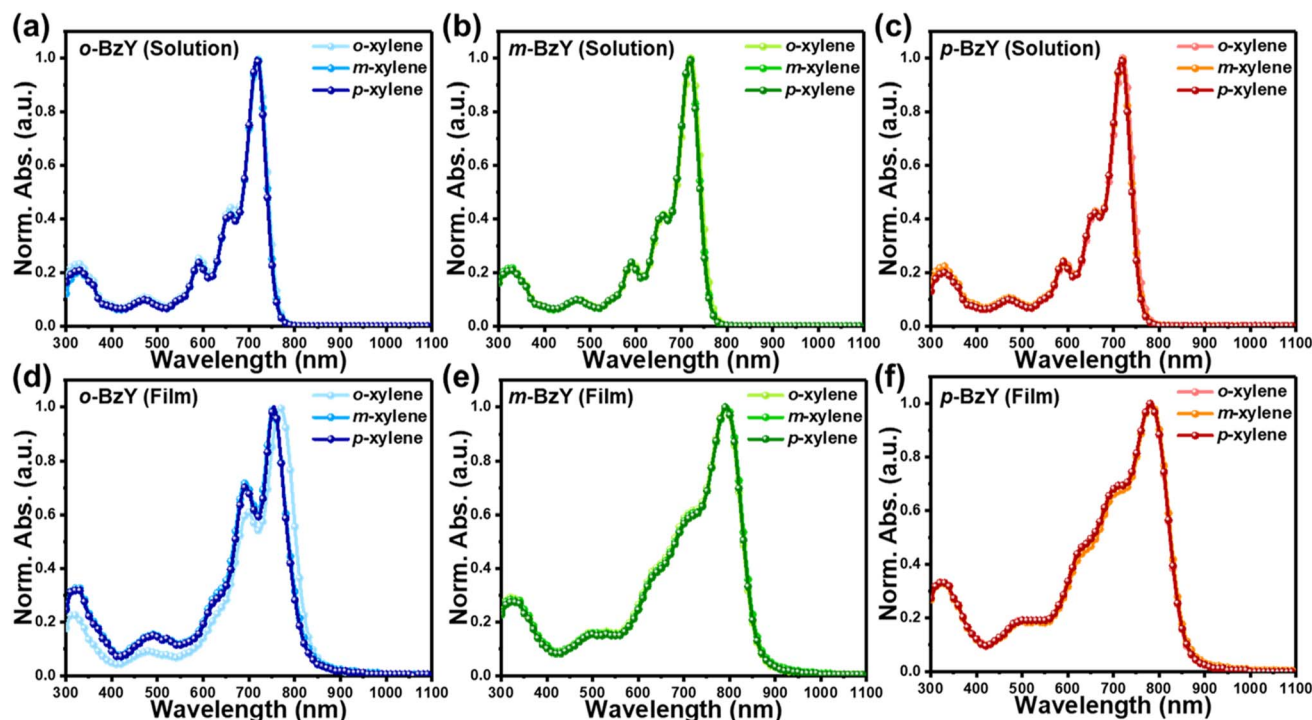 (a)
o-BzY (Solution)
o-xylene
m-xylene
p-xylene
Norm. Abs. (a.u.)
1.0
0.8
0.6
0.4
0.2
0.0
300 400 500 600 700 800 900 1000 1100
Wavelength (nm)
(b)
m-BzY (Solution)
o-xylene
m-xylene
p-xylene
Norm. Abs. (a.u.)
1.0
0.8
0.6
0.4
0.2
0.0
300 400 500 600 700 800 900 1000 1100
Wavelength (nm)
(c)
p-BzY (Solution)
o-xylene
m-xylene
p-xylene
Norm. Abs. (a.u.)
1.0
0.8
0.6
0.4
0.2
0.0
300 400 500 600 700 800 900 1000 1100
Wavelength (nm)
(d)
o-BzY (Film)
o-xylene
m-xylene
p-xylene
Norm. Abs. (a.u.)
1.0
0.8
0.6
0.4
0.2
0.0
300 400 500 600 700 800 900 1000 1100
Wavelength (nm)
(e)
m-BzY (Film)
o-xylene
m-xylene
p-xylene
Norm. Abs. (a.u.)
1.0
0.8
0.6
0.4
0.2
0.0
300 400 500 600 700 800 900 1000 1100
Wavelength (nm)
(f)
p-BzY (Film)
o-xylene
m-xylene
p-xylene
Norm. Abs. (a.u.)
1.0
0.8
0.6
0.4
0.2
0.0
300 400 500 600 700 800 900 1000 1100
Wavelength (nm)